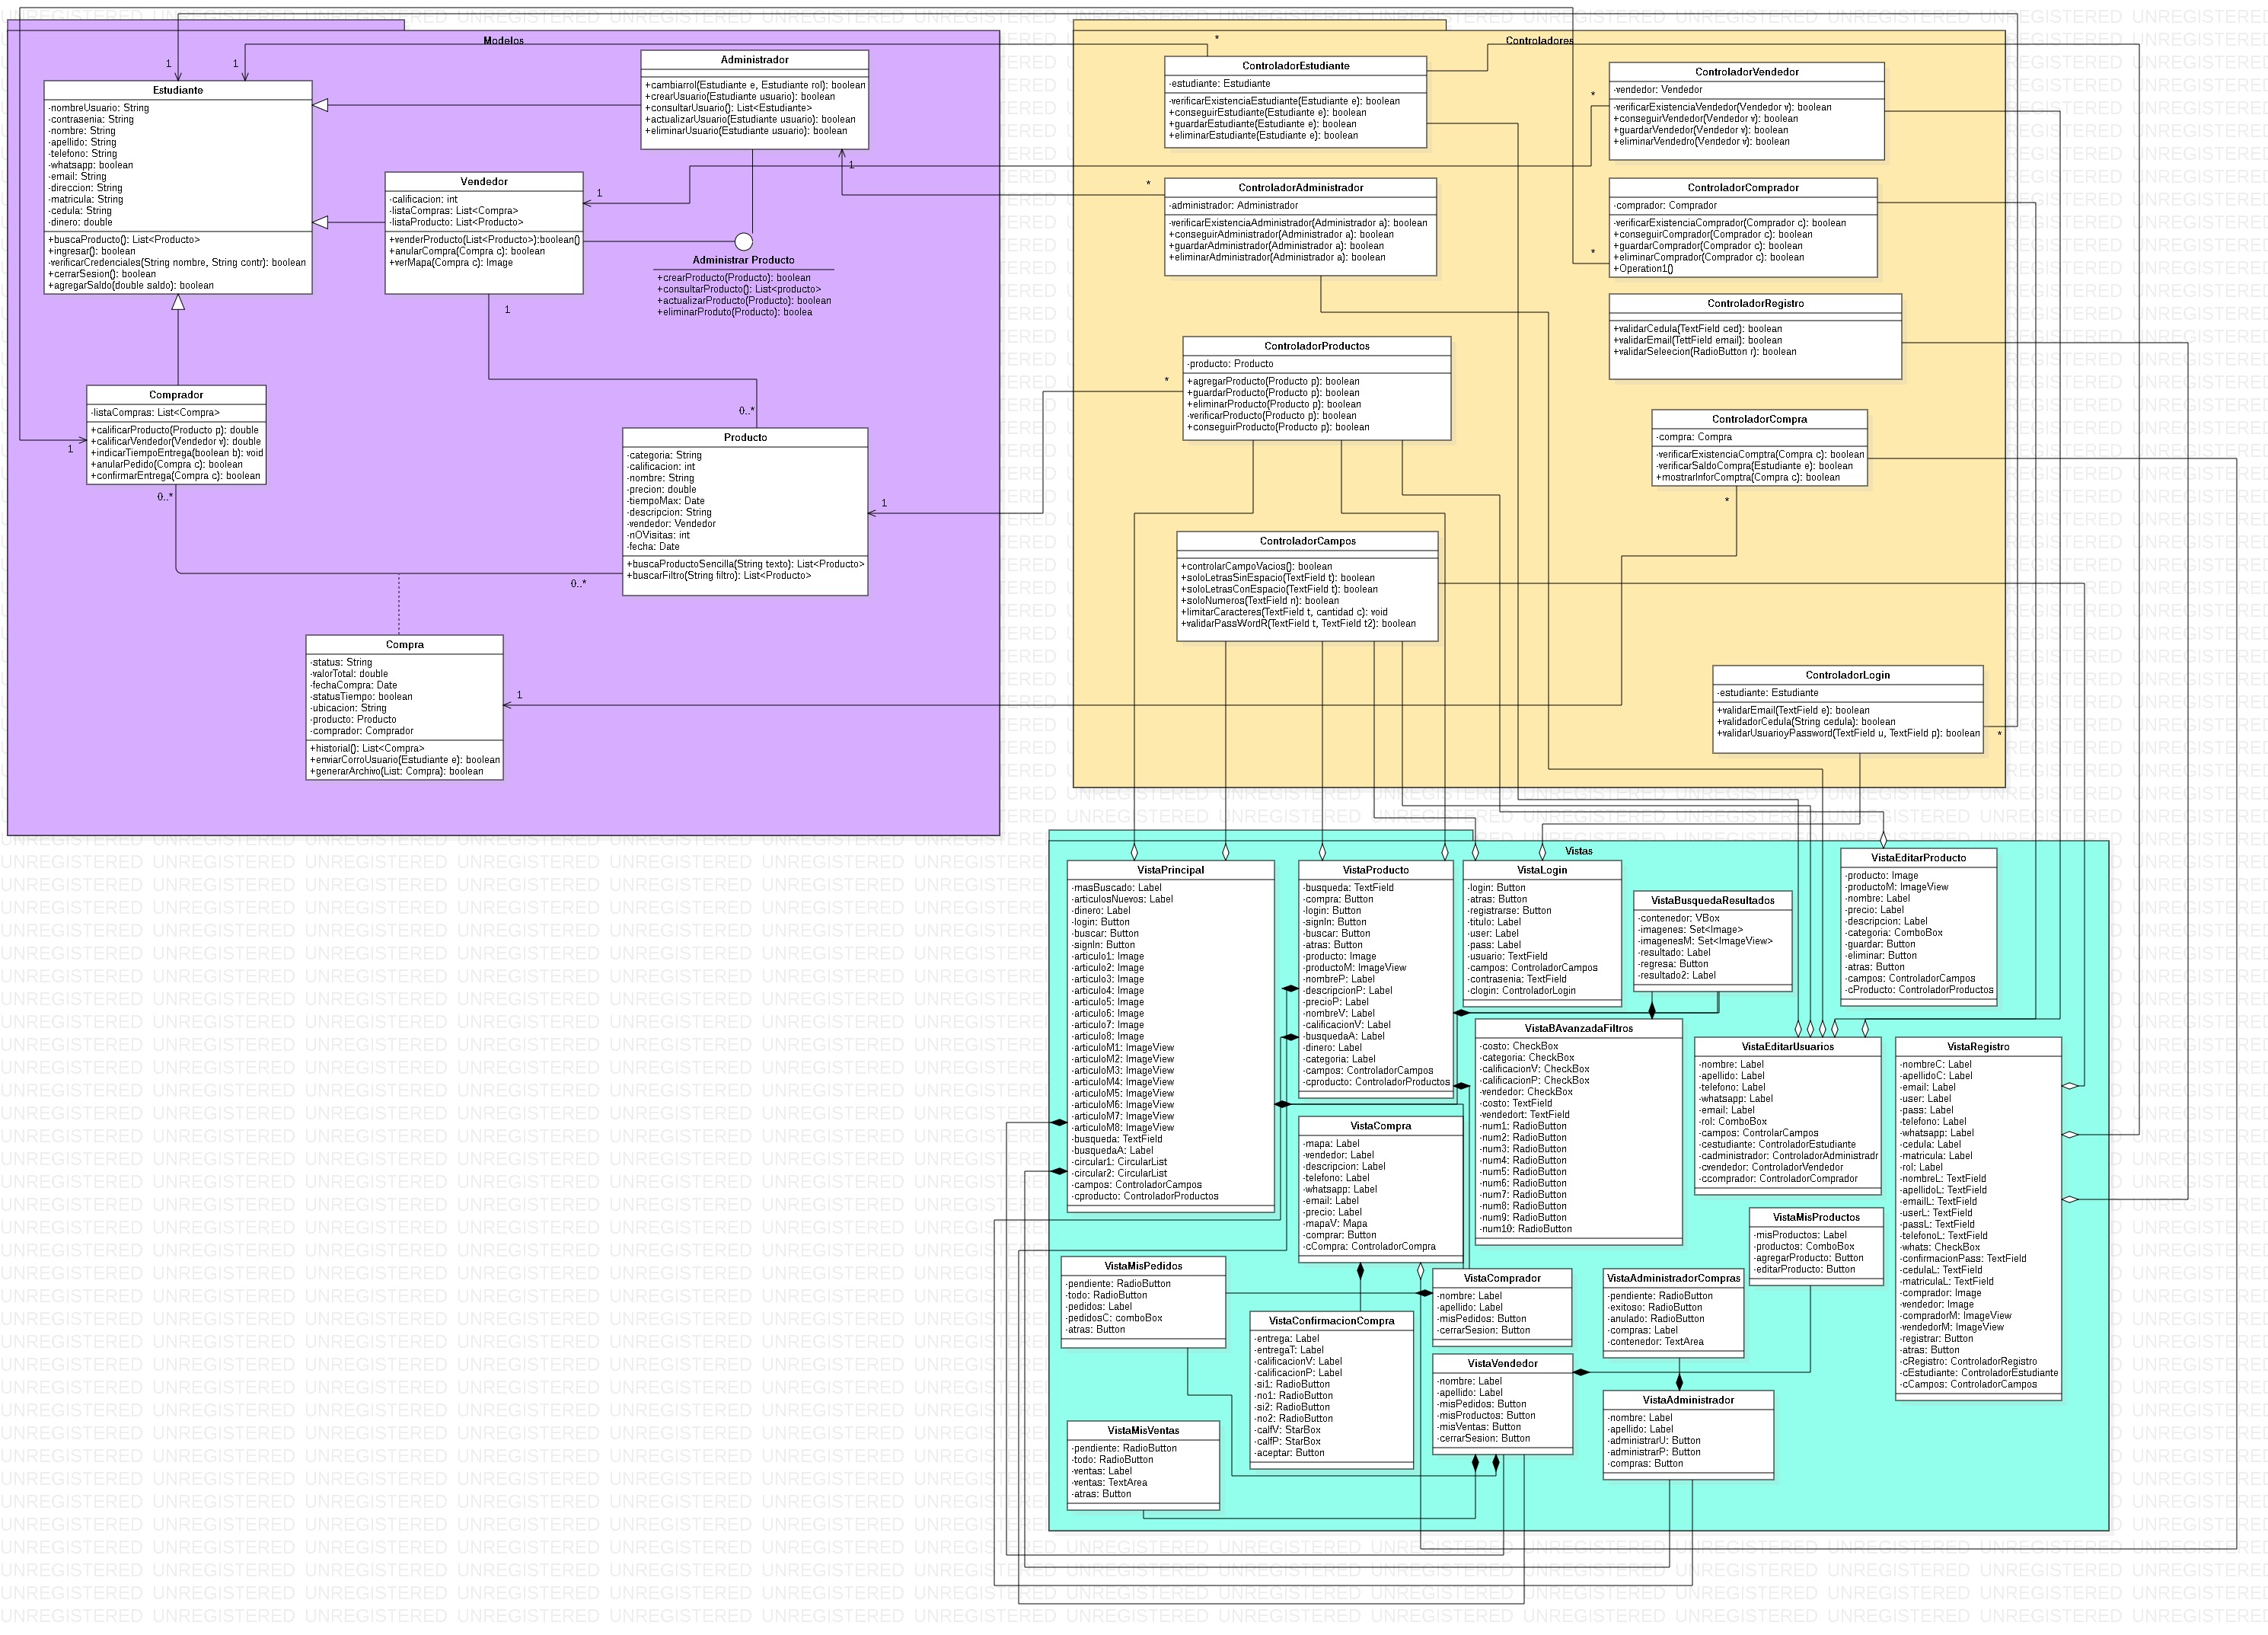 Modelos
Estudiante
-nombreUsuario: String
-contrasenia: String
-nombre: String
-apellido: String
-telefono: String
-whatsapp: boolean
-email: String
-direccion: String
-matricula: String
-cedula: String
-dinero: double
+buscaProducto(): List<Producto>
+ingresar(): boolean
-verificarCredenciales(String nombre, String contr): boolean
+cerrarSesion(): boolean
+agregarSaldo(double saldo): boolean
1
1
Administrador
+cambiarrol(Estudiante e, Estudiante rol): boolean
+crearUsuario(Estudiante usuario): boolean
+consultarUsuario(): List<Estudiante>
+actualizarUsuario(Estudiante usuario): boolean
+eliminarUsuario(Estudiante usuario): boolean
1
Vendedor
-calificacion: int
-listaCompras: List<Compra>
-listaProducto: List<Producto>
+venderProducto(List<Producto>):boolean()
+anularCompra(Compra c): boolean
+verMapa(Compra c): Image
1
1
Administrar Producto
+crearProducto(Producto): boolean
+consultarProducto(): List<producto>
+actualizarProducto(Producto): boolean
+eliminarProduto(Producto): boolea
Comprador
-listaCompras: List<Compra>
+calificarProducto(Producto p): double
+calificarVendedor(Vendedor v): double
+indicarTiempoEntrega(boolean b): void
+anularPedido(Compra c): boolean
+confirmarEntrega(Compra c): boolean
1
0..*
0..*
Producto
-categoria: String
-calificacion: int
-nombre: String
-precion: double
-tiempoMax: Date
-descripcion: String
-vendedor: Vendedor
-nOVisitas: int
-fecha: Date
+buscaProductoSencilla(String texto): List<Producto>
+buscarFiltro(String filtro): List<Producto>
1
0..*
Compra
-status: String
-valorTotal: double
-fechaCompra: Date
-statusTiempo: boolean
-ubicacion: String
-producto: Producto
-comprador: Comprador
+historial(): List<Compra>
+enviarCorroUsuario(Estudiante e): boolean
+generarArchivo(List: Compra): boolean
1
Controladores
*
ControladorEstudiante
-estudiante: Estudiante
-verificarExistenciaEstudiante(Estudiante e): boolean
+conseguirEstudiante(Estudiante e): boolean
+guardarEstudiante(Estudiante e): boolean
+eliminarEstudiante(Estudiante e): boolean
*
ControladorVendedor
-vendedor: Vendedor
-verificarExistenciaVendedor(Vendedor v): boolean
+conseguirVendedor(Vendedor v): boolean
+guardarVendedor(Vendedor v): boolean
+eliminarVendedro(Vendedor v): boolean
*
ControladorAdministrador
-administrador: Administrador
-verificarExistenciaAdministrador(Administrador a): boolean
+conseguirAdministrador(Administrador a): boolean
+guardarAdministrador(Administrador a): boolean
+eliminarAdministrador(Administrador a): boolean
*
ControladorComprador
-comprador: Comprador
-verificarExistenciaComprador(Comprador c): boolean
+conseguirComprador(Comprador c): boolean
+guardarComprador(Comprador c): boolean
+eliminarComprador(Comprador c): boolean
+Operation1()
ControladorRegistro
+validarCedula(TextField ced): boolean
+validarEmail(TettField email): boolean
+validarSeleecion(RadioButton r): boolean
*
ControladorProductos
-producto: Producto
+agregarProducto(Producto p): boolean
+guardarProducto(Producto p): boolean
+eliminarProducto(Producto p): boolean
-verificarProducto(Producto p): boolean
+conseguirProducto(Producto p): boolean
ControladorCompra
-compra: Compra
-verificarExistenciaComptra(Compra c): boolean
-verificarSaldoCompra(Estudiante e): boolean
+mostrarInforComptra(Compra c): boolean
*
ControladorCampos
+controlarCampoVacios(): boolean
+soloLetrasSinEspacio(TextField t): boolean
+soloLetrasConEspacio(TextField t): boolean
+soloNumeros(TextField n): boolean
+limitarCaracteres(TextField t, cantidad c): void
+validarPassWordR(TextField t, TextField t2): boolean
ControladorLogin
-estudiante: Estudiante
+validarEmail(TextField e): boolean
+validadorCedula(String cedula): boolean
+validarUsuarioyPassword(TextField u, TextField p): boolean
*
Vistas
VistaPrincipal
-masBuscado: Label
-articulosNuevos: Label
-dinero: Label
-login: Button
-buscar: Button
-signIn: Button
-articulo1: Image
-articulo2: Image
-articulo3: Image
-articulo4: Image
-articulo5: Image
-articulo6: Image
-articulo7: Image
-articulo8: Image
-articuloM1: ImageView
-articuloM2: ImageView
-articuloM3: ImageView
-articuloM4: ImageView
-articuloM5: ImageView
-articuloM6: ImageView
-articuloM7: ImageView
-articuloM8: ImageView
-busqueda: TextField
-busquedaA: Label
-circular1: CircularList
-circular2: CircularList
-campos: ControladorCampos
-cproducto: ControladorProductos
VistaProducto
-busqueda: TextField
-compra: Button
-login: Button
-signIn: Button
-buscar: Button
-atras: Button
-producto: Image
-productoM: ImageView
-nombreP: Label
-descripcionP: Label
-precioP: Label
-nombreV: Label
-calificacionV: Label
-busquedaA: Label
-dinero: Label
-categoria: Label
-campos: ControladorCampos
-cproducto: ControladorProductos
VistaLogin
-login: Button
-atras: Button
-registrarse: Button
-titulo: Label
-user: Label
-pass: Label
-usuario: TextField
-campos: ControladorCampos
-contrasenia: TextField
-clogin: ControladorLogin
VistaBusquedaResultados
-contenedor: VBox
-imagenes: Set<Image>
-imagenesM: Set<ImageView>
-resultado: Label
-regresa: Button
-resultado2: Label
VistaEditarProducto
-producto: Image
-productoM: ImageView
-nombre: Label
-precio: Label
-descripcion: Label
-categoria: ComboBox
-guardar: Button
-eliminar: Button
-atras: Button
-campos: ControladorCampos
-cProducto: ControladorProductos
VistaBAvanzadaFiltros
-costo: CheckBox
-categoria: CheckBox
-calificacionV: CheckBox
-calificacionP: CheckBox
-vendedor: CheckBox
-costo: TextField
-vendedort: TextField
-num1: RadioButton
-num2: RadioButton
-num3: RadioButton
-num4: RadioButton
-num5: RadioButton
-num6: RadioButton
-num7: RadioButton
-num8: RadioButton
-num9: RadioButton
-num10: RadioButton
VistaEditarUsuarios
-nombre: Label
-apellido: Label
-telefono: Label
-whatsapp: Label
-email: Label
-rol: ComboBox
-campos: ControlarCampos
-cestudiante: ControladorEstudiante
-cadministrador: ControladorAdministradr
-cvendedor: ControladorVendedor
-ccomprador: ControladorComprador
VistaRegistro
-nombreC: Label
-apellidoC: Label
-email: Label
-user: Label
-pass: Label
-telefono: Label
-whatsapp: Label
-cedula: Label
-matricula: Label
-rol: Label
-nombreL: TextField
-apellidoL: TextField
-emailL: TextField
-userL: TextField
-passL: TextField
-telefonoL: TextField
-whats: CheckBox
-confirmacionPass: TextField
-cedulaL: TextField
-matriculaL: TextField
-comprador: Image
-vendedor: Image
-compradorM: ImageView
-vendedorM: ImageView
-registrar: Button
-atras: Button
-cRegistro: ControladorRegistro
-cEstudiante: ControladorEstudiante
-cCampos: ControladorCampos
VistaCompra
-mapa: Label
-vendedor: Label
-descripcion: Label
-telefono: Label
-whatsapp: Label
-email: Label
-precio: Label
-mapaV: Mapa
-comprar: Button
-cCompra: ControladorCompra
VistaMisProductos
-misProductos: Label
-productos: ComboBox
-agregarProducto: Button
-editarProducto: Button
VistaMisPedidos
-pendiente: RadioButton
-todo: RadioButton
-pedidos: Label
-pedidosC: comboBox
-atras: Button
VistaComprador
-nombre: Label
-apellido: Label
-misPedidos: Button
-cerrarSesion: Button
VistaAdministradorCompras
-pendiente: RadioButton
-exitoso: RadioButton
-anulado: RadioButton
-compras: Label
-contenedor: TextArea
VistaConfirmacionCompra
-entrega: Label
-entregaT: Label
-calificacionV: Label
-calificacionP: Label
-si1: RadioButton
-no1: RadioButton
-si2: RadioButton
-no2: RadioButton
-calfV: StarBox
-calfP: StarBox
-aceptar: Button
VistaVendedor
-nombre: Label
-apellido: Label
-misPedidos: Button
-misProductos: Button
-misVentas: Button
-cerrarSesion: Button
VistaAdministrador
-nombre: Label
-apellido: Label
-administrarU: Button
-administrarP: Button
-compras: Button
VistaMisVentas
-pendiente: RadioButton
-todo: RadioButton
-ventas: Label
-ventas: TextArea
-atras: Button
UNREGISTERED